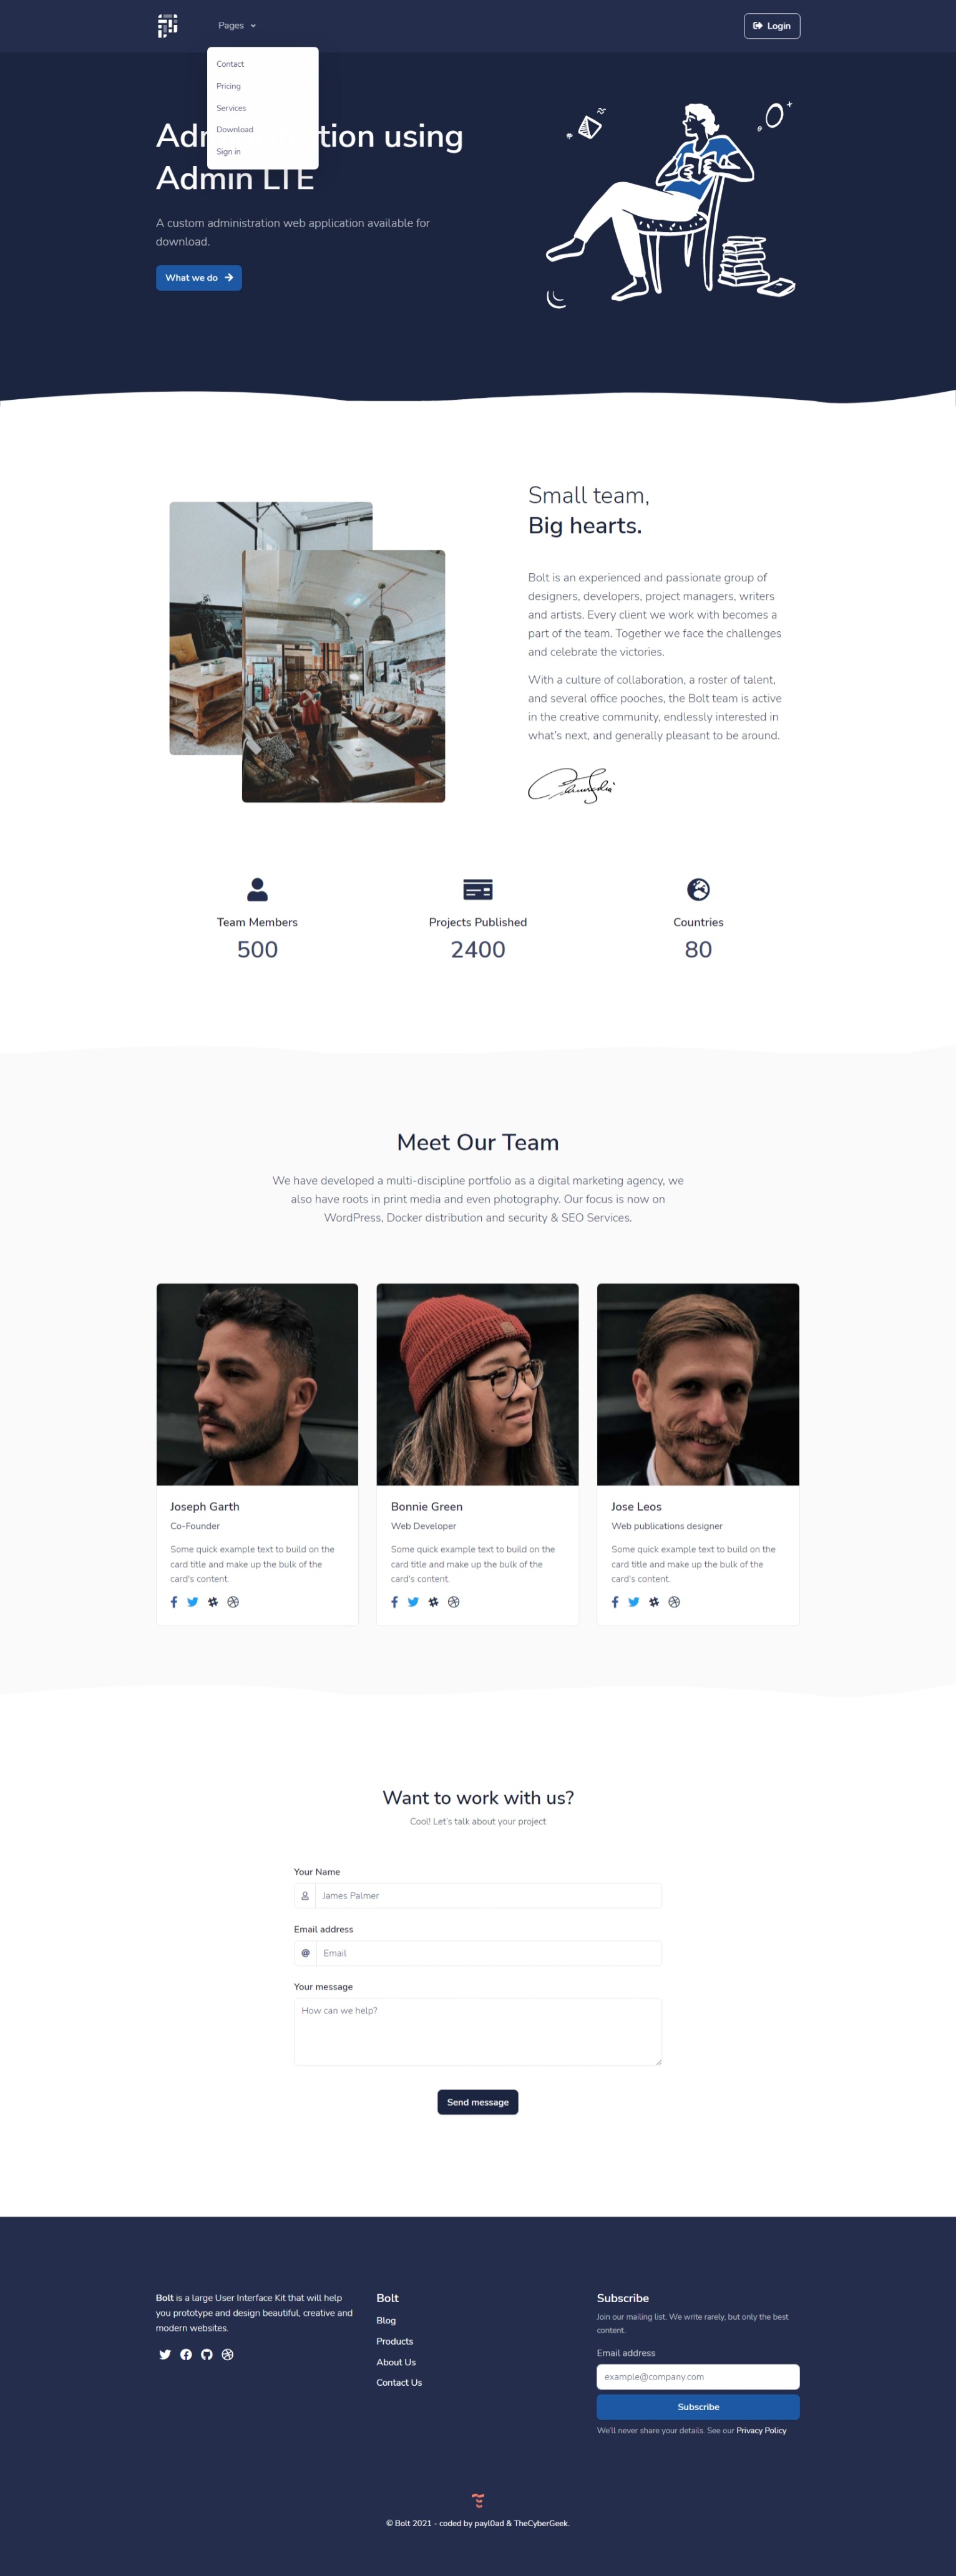 Pages
Login
Contact
Pricing
Services
Download
Sign in
Adm tion using
Admin LTE
A custom administration web application available for
download.
What we do
Small team,
Big hearts.
Bolt is an experienced and passionate group of
designers, developers, project managers, writers
and artists. Every client we work with becomes a
part of the team. Together we face the challenges
and celebrate the victories.
With a culture of collaboration, a roster of talent,
and several office pooches, the Bolt team is active
in the creative community, endlessly interested in
what's next, and generally pleasant to be around.
Team Members
500
Projects Published
2400
Countries
80
Meet Our Team
We have developed a multi-discipline portfolio as a digital marketing agency, we
also have roots in print media and even photography. Our focus is now on
WordPress, Docker distribution and security & SEO Services.
Joseph Garth
Co-Founder
Some quick example text to build on the
card title and make up the bulk of the
card's content.
Bonnie Green
Web Developer
Some quick example text to build on the
card title and make up the bulk of the
card's content.
Jose Leos
Web publications designer
Some quick example text to build on the
card title and make up the bulk of the
card's content.
Want to work with us?
Cool! Let's talk about your project
Your Name
James Palmer
Email address
@ Email
Your message
How can we help?
Send message
Bolt is a large User Interface Kit that will help
you prototype and design beautiful, creative and
modern websites.
Bolt
Blog
Products
About Us
Contact Us
Subscribe
Join our mailing list. We write rarely, but only the best
content.
Email address
example@company.com
Subscribe
We'll never share your details. See our Privacy Policy
© Bolt 2021 - coded by payl0ad & TheCyberGeek.